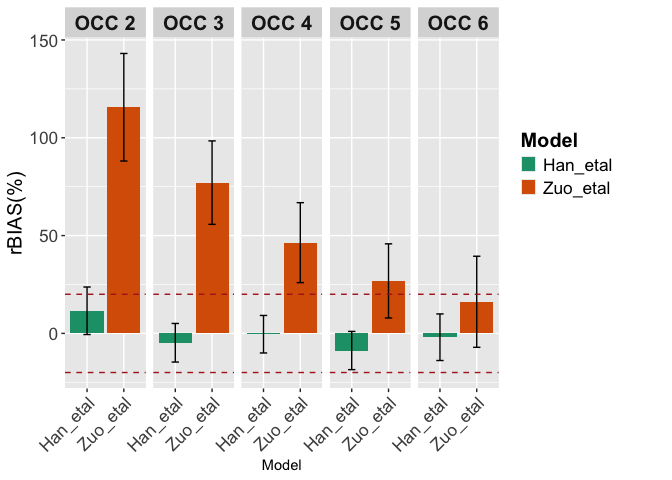 OCC 2 OCC 3 OCC 4 OCC 5 OCC 6
150
100
50
0
rBIAS(%)
Han_etal Zuo_etal Han_etal Zuo_etal Han_etal Zuo_etal Han_etal Zuo_etal Han_etal Zuo_etal
Model
Model
Han_etal
Zuo_etal